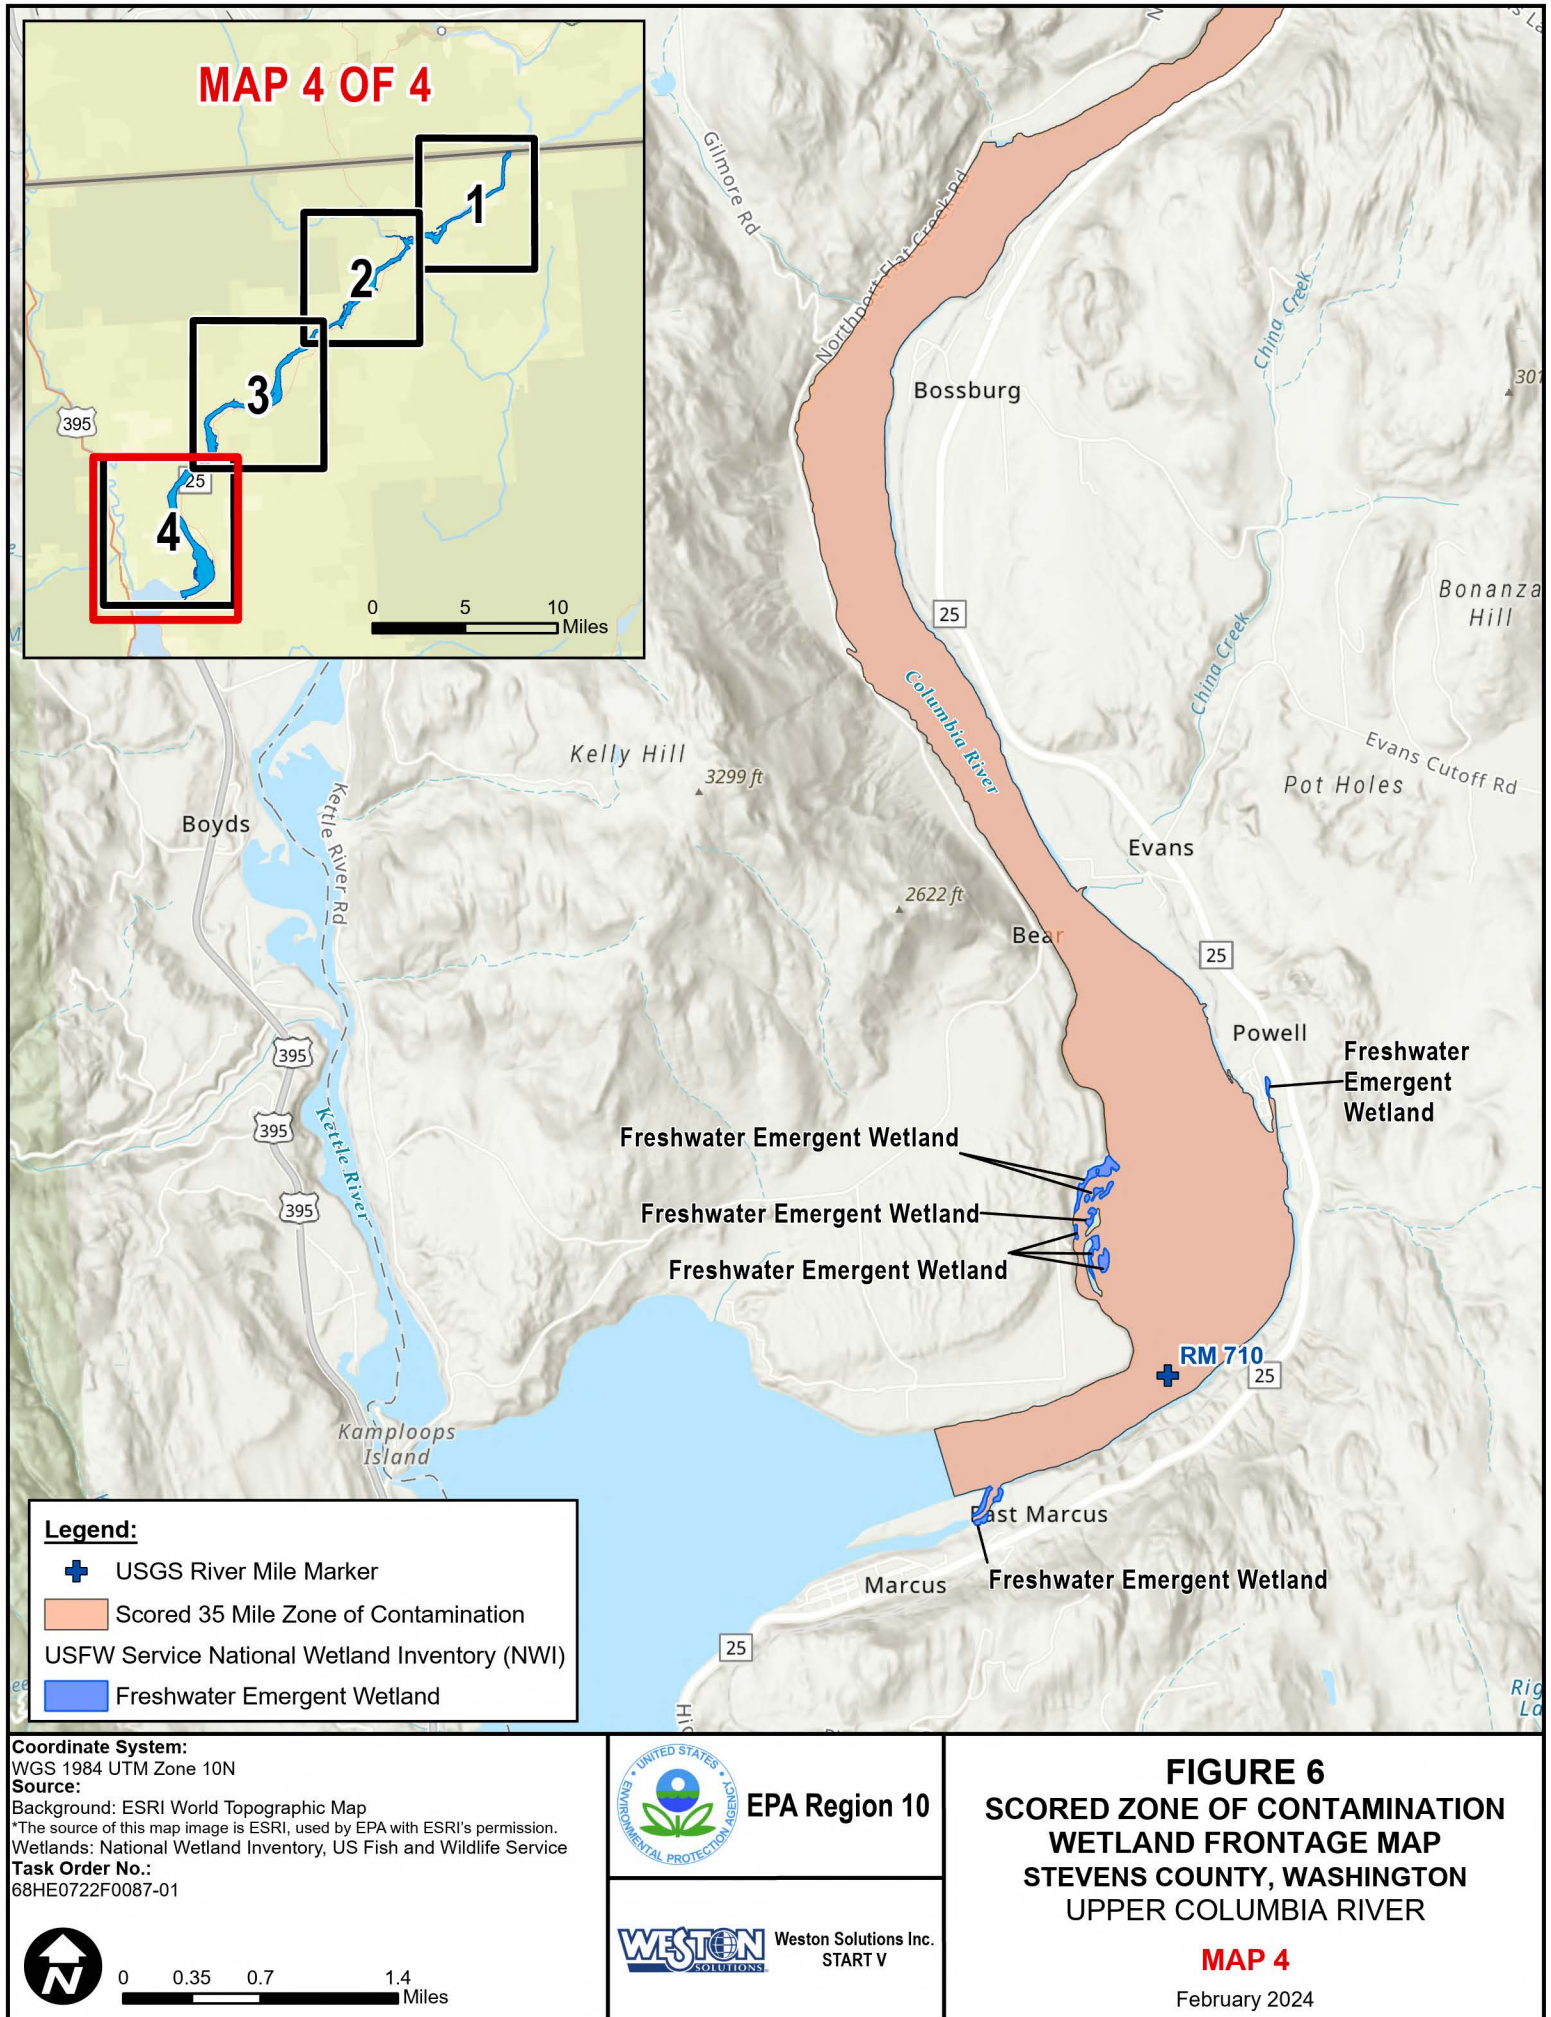 MAP 4 OF 4
1
2
3
4
395
25
0 5 10
Miles
Gilmore Rd
Northport Flat Creek Rd
Bossburg
China Creek
301
25
Bonanza
Hill
China Creek
Columbia River
Kelly Hill
3299 ft
Evans Cutoff Rd
Pot Holes
Boyds
Kettle River Rd
Evans
2622 ft
Bear
25
Powell
Freshwater
Emergent
Wetland
395
395
Kettle River
395
Freshwater Emergent Wetland
Freshwater Emergent Wetland
Freshwater Emergent Wetland
RM 710
25
Kamploops
Island
East Marcus
Marcus
Freshwater Emergent Wetland
25
Rig
Legend:
USGS River Mile Marker
Scored 35 Mile Zone of Contamination
USFW Service National Wetland Inventory (NWI)
Freshwater Emergent Wetland
Coordinate System:
WGS 1984 UTM Zone 10N
Source:
Background: ESRI World Topographic Map
*The source of this map image is ESRI, used by EPA with ESRI's permission.
Wetlands: National Wetland Inventory, US Fish and Wildlife Service
Task Order No.:
68HE0722F0087-01
N
0 0.35 0.7 1.4
Miles
UNITED STATES
ENVIRONMENTAL PROTECTION AGENCY
EPA Region 10
WESTON
SOLUTIONS
Weston Solutions Inc.
START V
FIGURE 6
SCORED ZONE OF CONTAMINATION
WETLAND FRONTAGE MAP
STEVENS COUNTY, WASHINGTON
UPPER COLUMBIA RIVER
MAP 4
February 2024